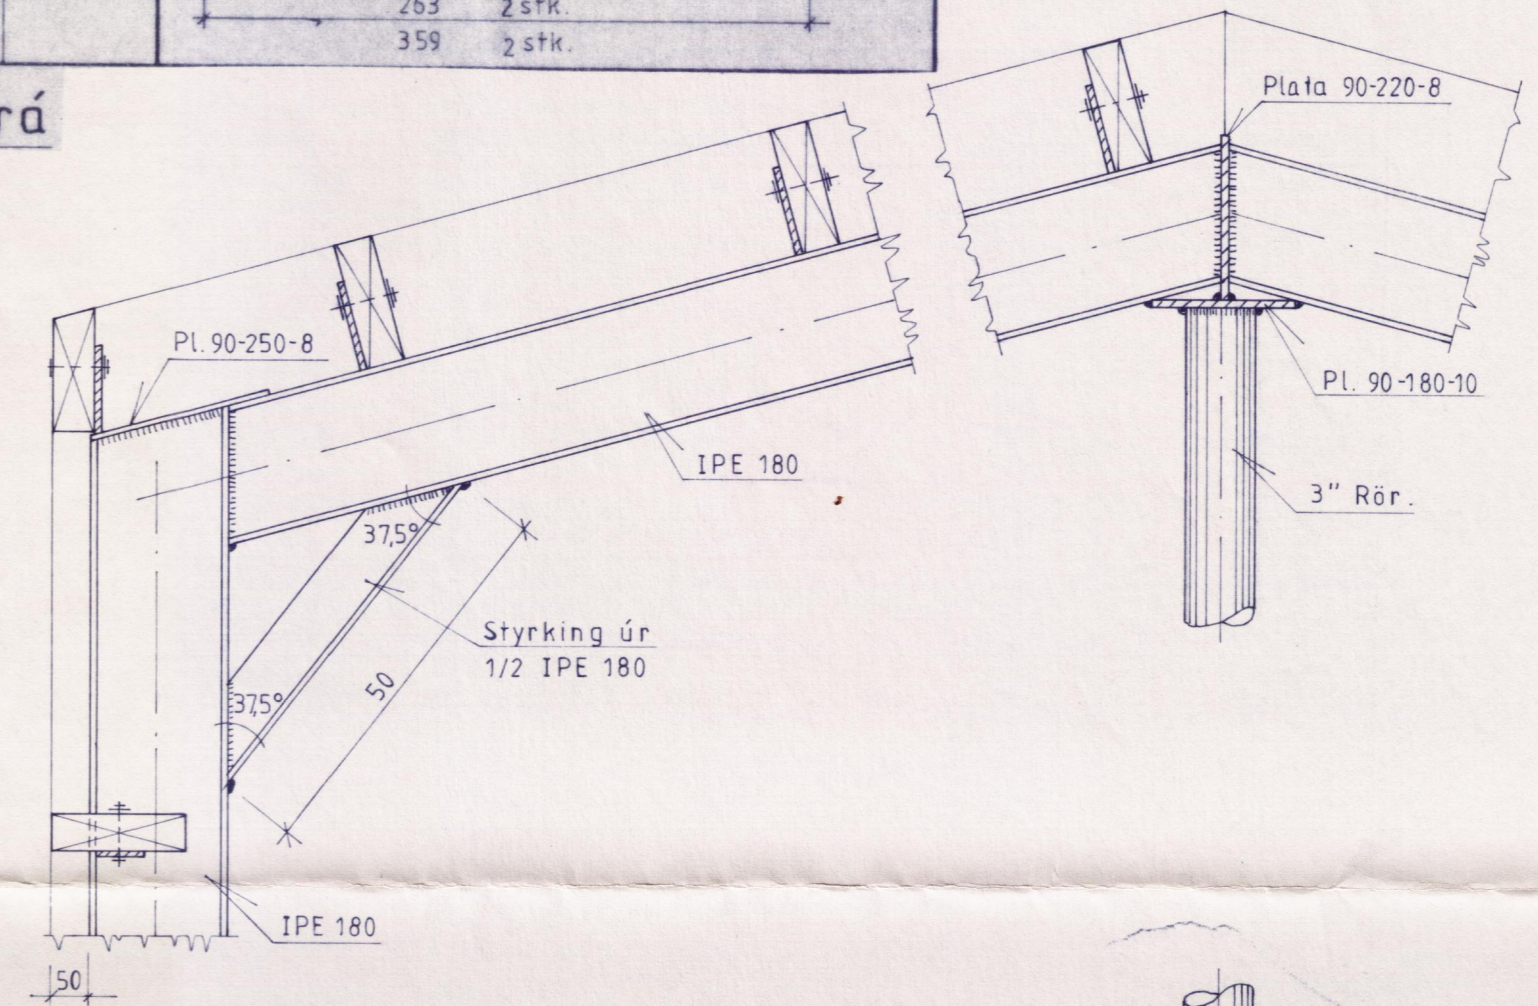 263 2 stk.
359 2 stk.
rá
Plata 90-220-8
Pl. 90-250-8
Pl. 90-180-10
IPE 180
3" Rör.
37,5°
Styrking úr
1/2 IPE 180
50
37,5°
IPE 180
50